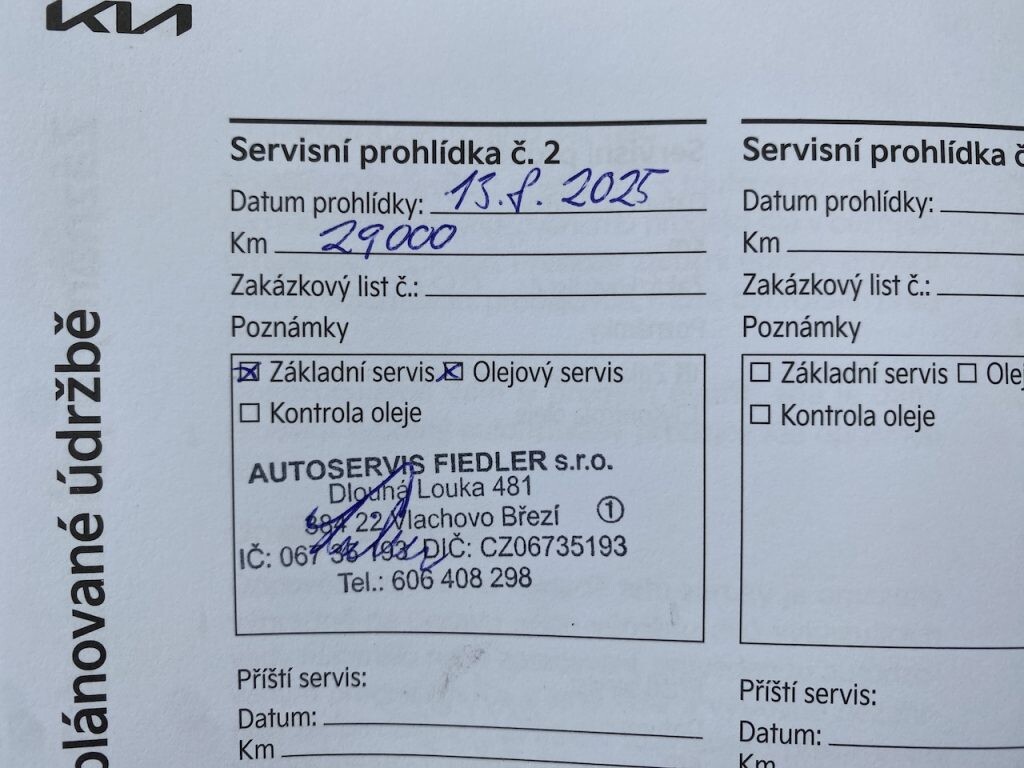 KIA
plánované údržbě
Servisní prohlídka č. 2
Datum prohlídky: 13.8.2025
Km 29000
Zakázkový list č.:
Poznámky
Základní servis Olejový servis
Kontrola oleje
AUTOSERVIS FIEDLER s.r.o.
Dlouhá Louka 481
384 22 Vlachovo Březí 1
IČ: 067 35 193 DIČ: CZ06735193
Tel.: 606 408 298
Příští servis:
Datum:
Km
Servisní prohlídka
Datum prohlídky:
Km
Zakázkový list č.:
Poznámky
Základní servis
Kontrola oleje
Příští servis:
Datum:
Km